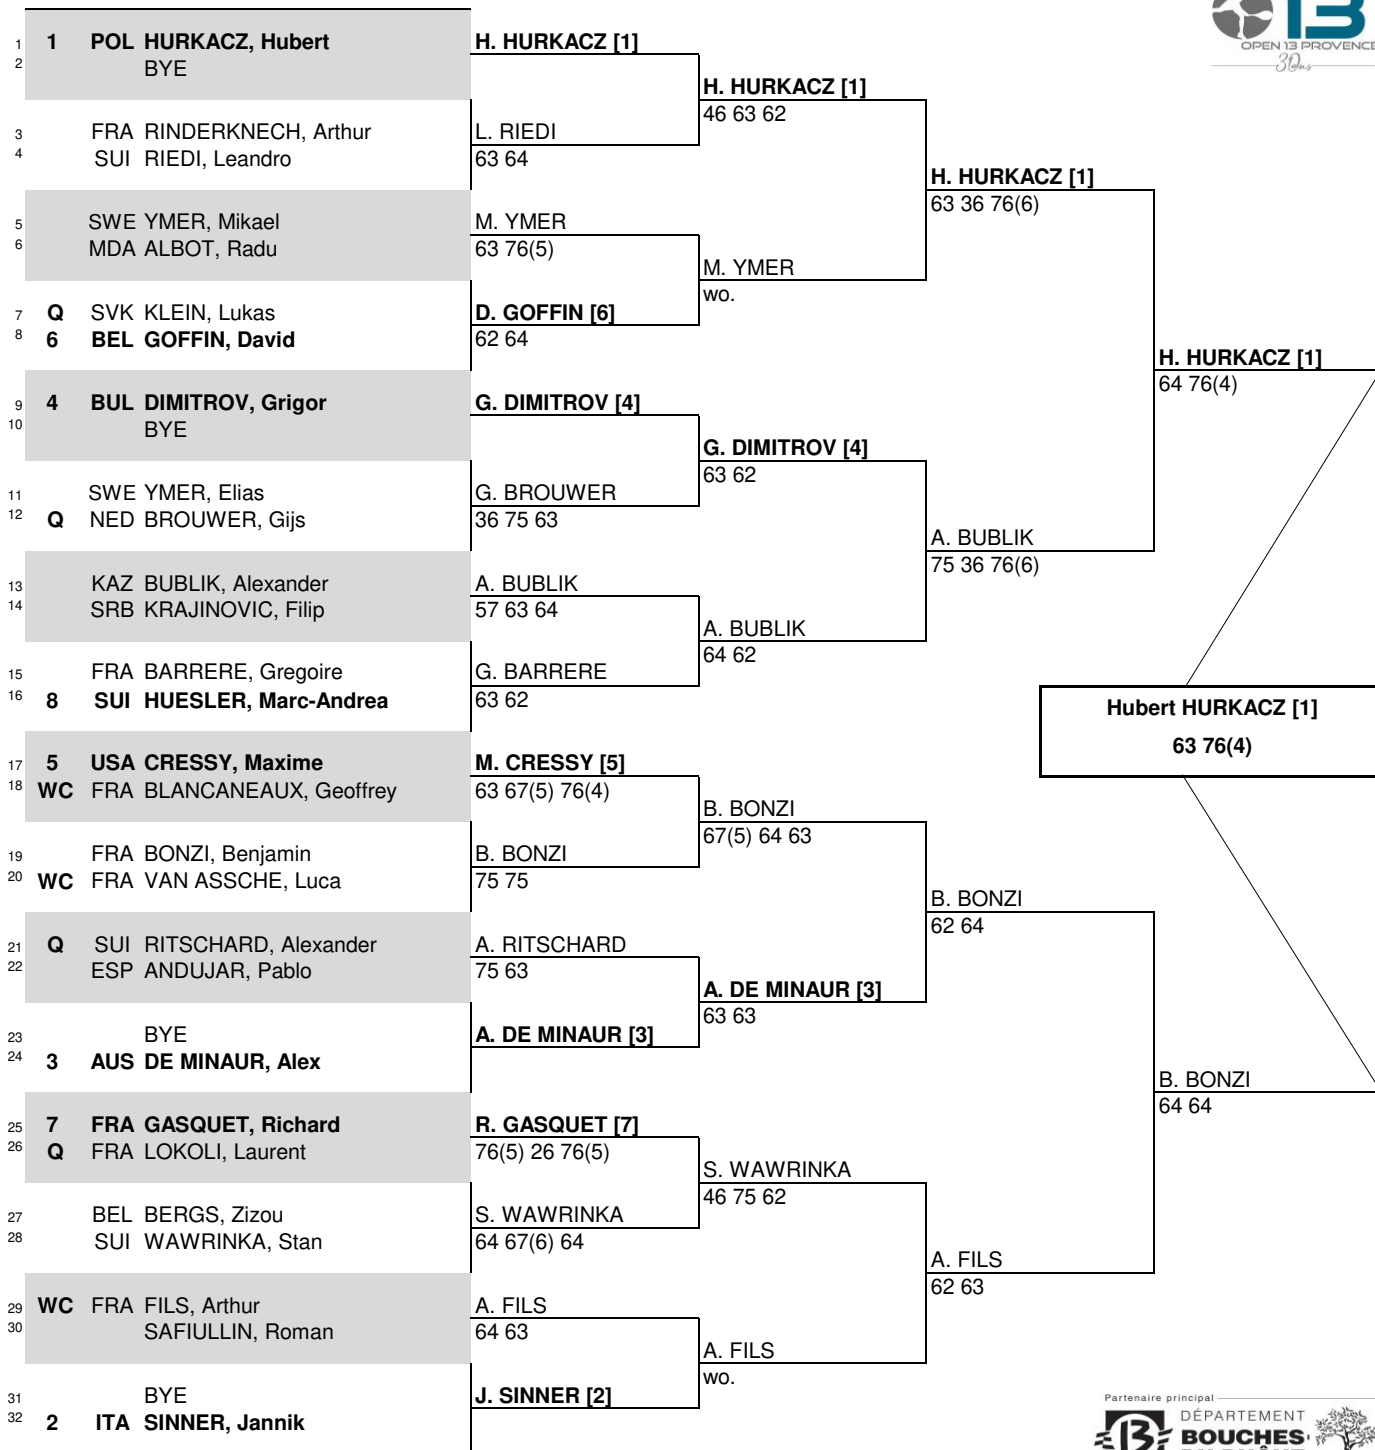 13
OPEN 13 PROVENCE
30ans
1 1 POL HURKACZ, Hubert
2 BYE
3 FRA RINDERKNECH, Arthur
4 SUI RIEDI, Leandro
5 SWE YMER, Mikael
6 MDA ALBOT, Radu
7 Q SVK KLEIN, Lukas
8 6 BEL GOFFIN, David
9 4 BUL DIMITROV, Grigor
10 BYE
11 SWE YMER, Elias
12 Q NED BROUWER, Gijs
13 KAZ BUBLIK, Alexander
14 SRB KRAJINOVIC, Filip
15 FRA BARRERE, Gregoire
16 8 SUI HUESLER, Marc-Andrea
17 5 USA CRESSY, Maxime
18 WC FRA BLANCANEAUX, Geoffrey
19 FRA BONZI, Benjamin
20 WC FRA VAN ASSCHE, Luca
21 Q SUI RITSCHARD, Alexander
22 ESP ANDUJAR, Pablo
23 BYE
24 3 AUS DE MINAUR, Alex
25 7 FRA GASQUET, Richard
26 Q FRA LOKOLI, Laurent
27 BEL BERGS, Zizou
28 SUI WAWRINKA, Stan
29 WC FRA FILS, Arthur
30 SAFIULLIN, Roman
31 BYE
32 2 ITA SINNER, Jannik
H. HURKACZ [1]
L. RIEDI
63 64
M. YMER
63 76(5)
D. GOFFIN [6]
62 64
G. DIMITROV [4]
G. BROUWER
36 75 63
A. BUBLIK
57 63 64
G. BARRERE
63 62
M. CRESSY [5]
63 67(5) 76(4)
B. BONZI
75 75
A. RITSCHARD
75 63
A. DE MINAUR [3]
R. GASQUET [7]
76(5) 26 76(5)
S. WAWRINKA
64 67(6) 64
A. FILS
64 63
J. SINNER [2]
H. HURKACZ [1]
46 63 62
M. YMER
wo.
G. DIMITROV [4]
63 62
A. BUBLIK
64 62
B. BONZI
67(5) 64 63
A. DE MINAUR [3]
63 63
S. WAWRINKA
46 75 62
A. FILS
wo.
H. HURKACZ [1]
63 36 76(6)
A. BUBLIK
75 36 76(6)
B. BONZI
62 64
A. FILS
62 63
H. HURKACZ [1]
64 76(4)
B. BONZI
64 64
Hubert HURKACZ [1]
63 76(4)
Partenaire principal
DÉPARTEMENT
BOUCHES